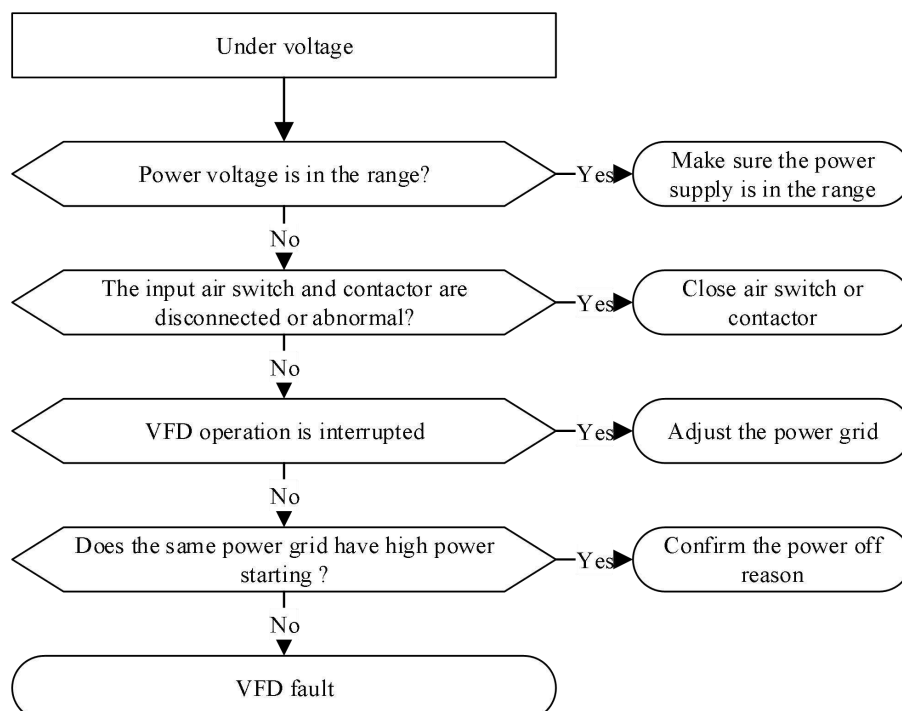 Under voltage
Power voltage is in the range?
Yes
Make sure the power
supply is in the range
No
The input air switch and contactor are
disconnected or abnormal?
Yes
Close air switch or
contactor
No
VFD operation is interrupted
Yes
Adjust the power grid
No
Does the same power grid have high power
starting ?
Yes
Confirm the power off
reason
No
VFD fault